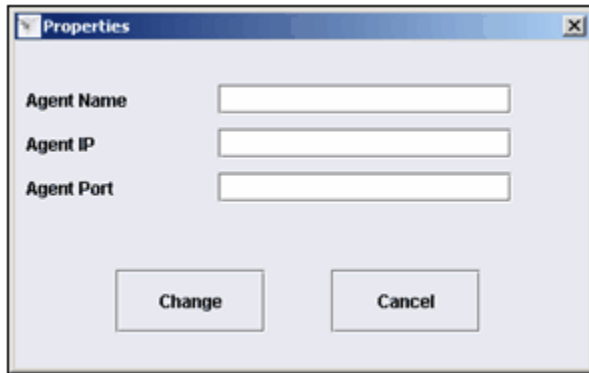 Properties
Agent Name
Agent IP
Agent Port
Change Cancel